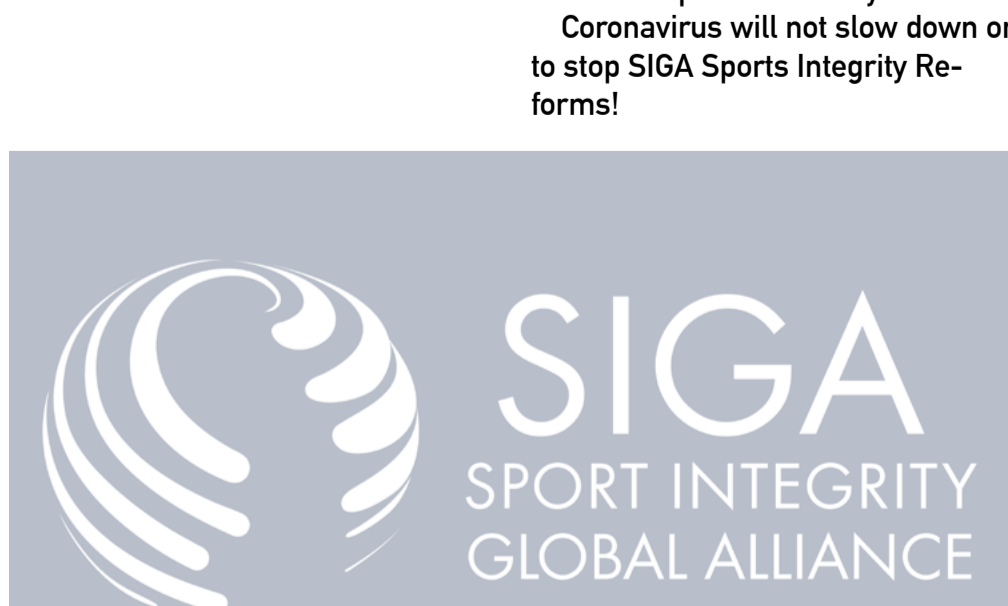 Coronavirus will not slow down or
to stop SIGA Sports Integrity Re-
forms!
SIGA
SPORT INTEGRITY
GLOBAL ALLIANCE